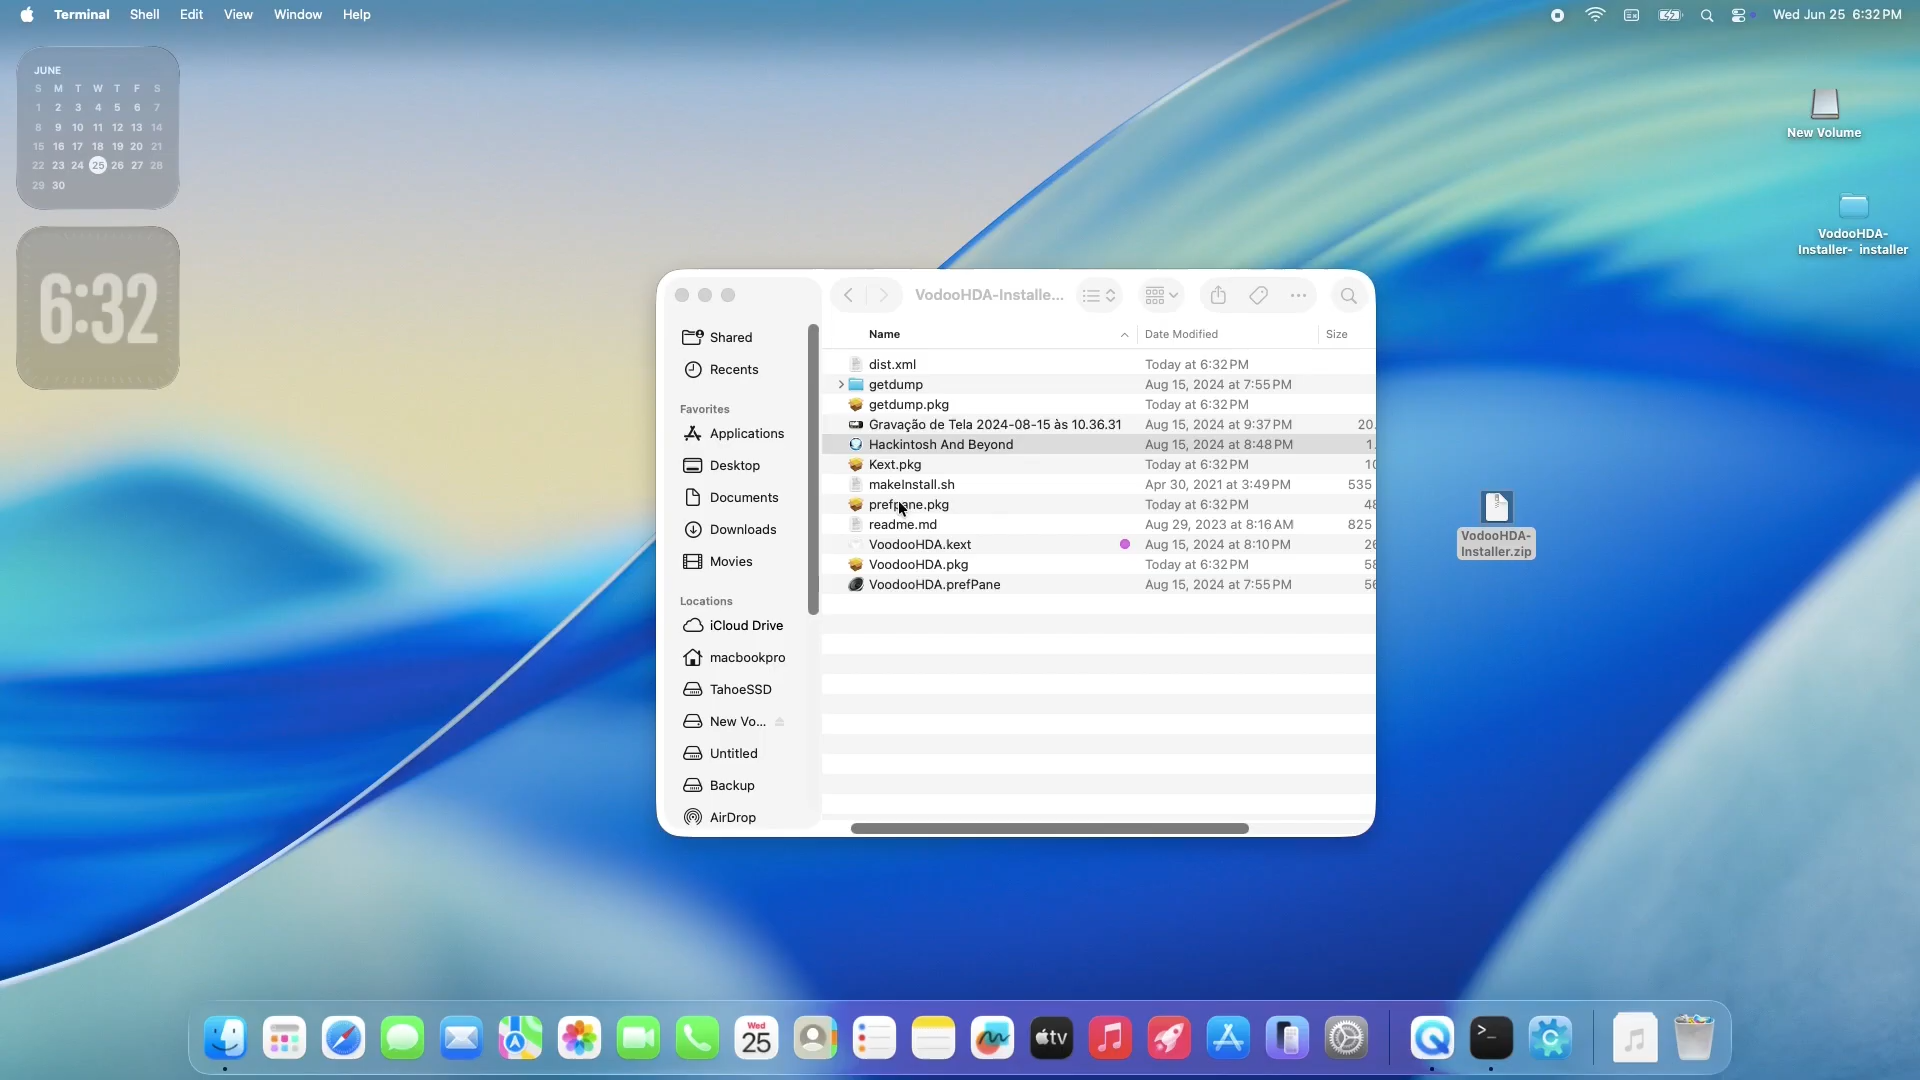 Terminal Shell Edit View Window Help
Wed Jun 25 6:32 PM
JUNE
S M T W T F S
1 2 3 4 5 6 7
8 9 10 11 12 13 14
15 16 17 18 19 20 21
22 23 24 25 26 27 28
29 30
6:32
New Volume
VodooHDA-
Installer- installer
VodooHDA-
Installer.zip
VodooHDA-Installe...
Shared
Recents
Favorites
Applications
Desktop
Documents
Downloads
Movies
Locations
iCloud Drive
macbookpro
TahoeSSD
New Vo...
Untitled
Backup
AirDrop
Name Date Modified Size
dist.xml Today at 6:32 PM
getdump Aug 15, 2024 at 7:55 PM
getdump.pkg Today at 6:32 PM
Gravação de Tela 2024-08-15 às 10.36.31 Aug 15, 2024 at 9:37 PM 20.
Hackintosh And Beyond Aug 15, 2024 at 8:48 PM 1.
Kext.pkg Today at 6:32 PM 10
makeInstall.sh Apr 30, 2021 at 3:49 PM 535
prefpane.pkg Today at 6:32 PM 48
readme.md Aug 29, 2023 at 8:16 AM 825
VoodooHDA.kext Aug 15, 2024 at 8:10 PM 26
VoodooHDA.pkg Today at 6:32 PM 58
VoodooHDA.prefPane Aug 15, 2024 at 7:55 PM 56
Wed
25
tv